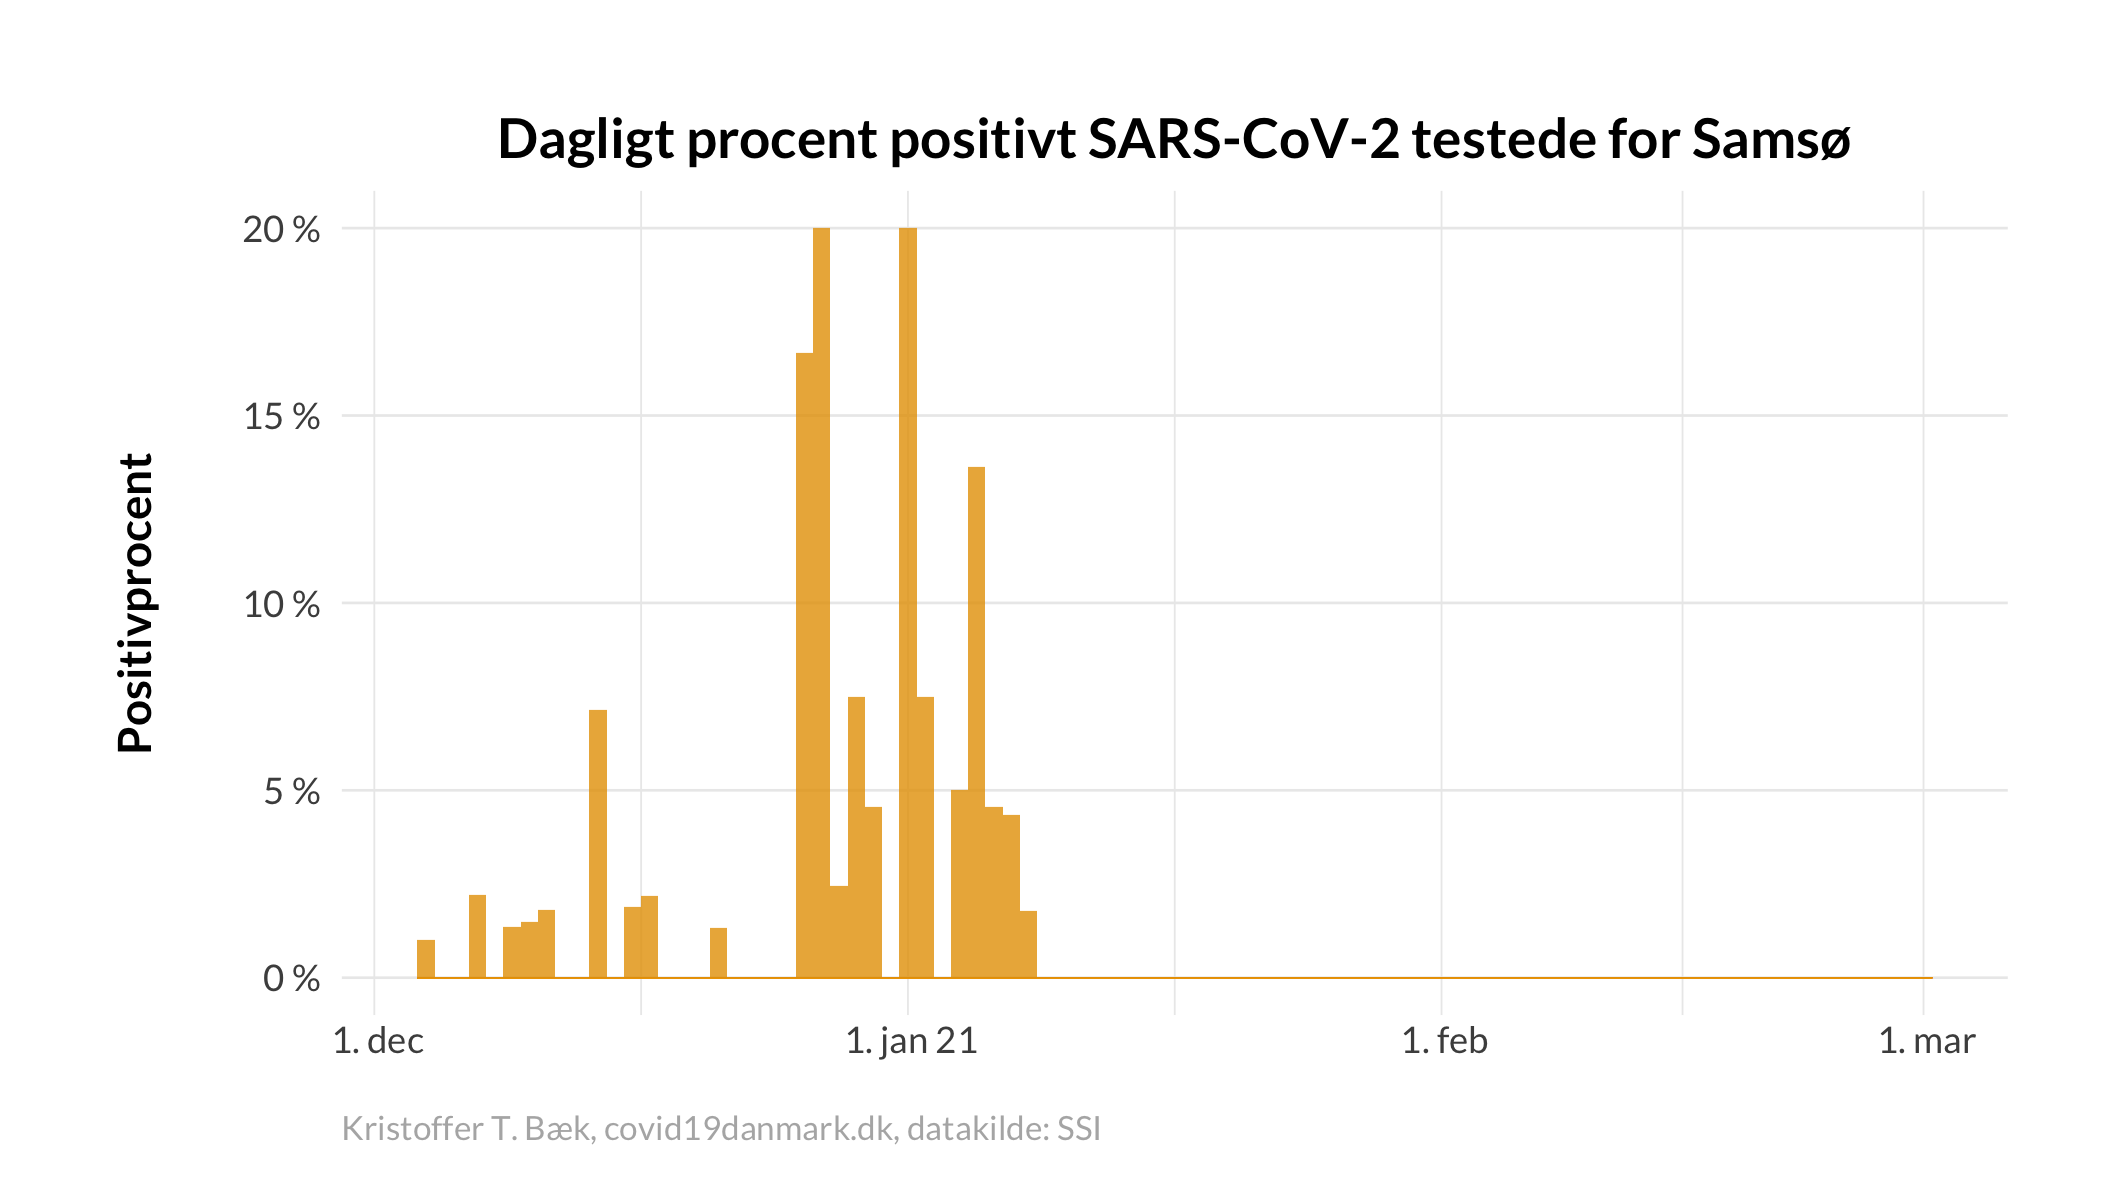 Dagligt procent positivt SARS-CoV-2 testede for Samsø
Positivprocent
20 %
15 %
10 %
5 %
0 %
1. dec
1. jan 21
1. feb
1. mar
Kristoffer T. Bæk, covid19danmark.dk, datakilde: SSI